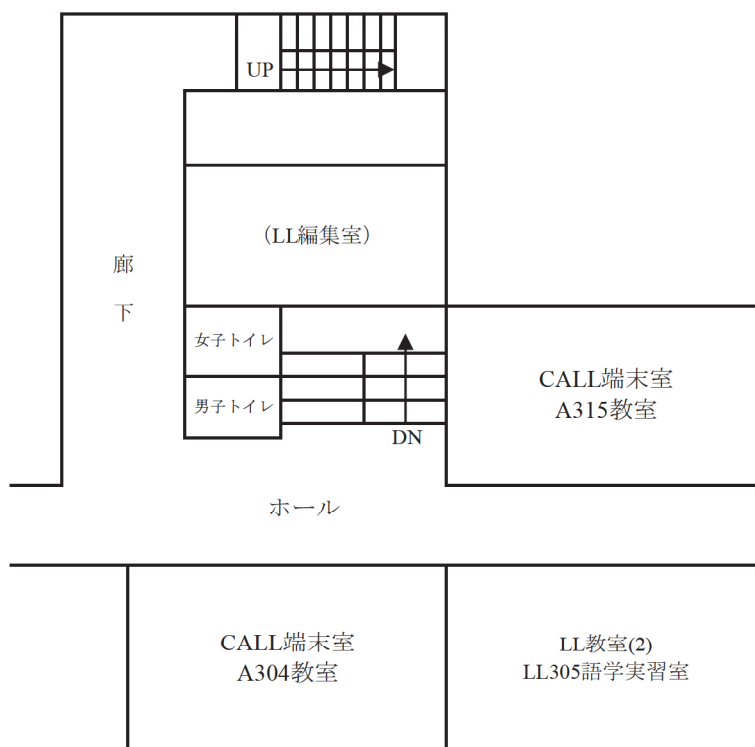 UP
(LL編集室)
廊
下
女子トイレ
男子トイレ
DN
CALL端末室
A315教室
ホール
CALL端末室
A304教室
LL教室(2)
LL305語学実習室